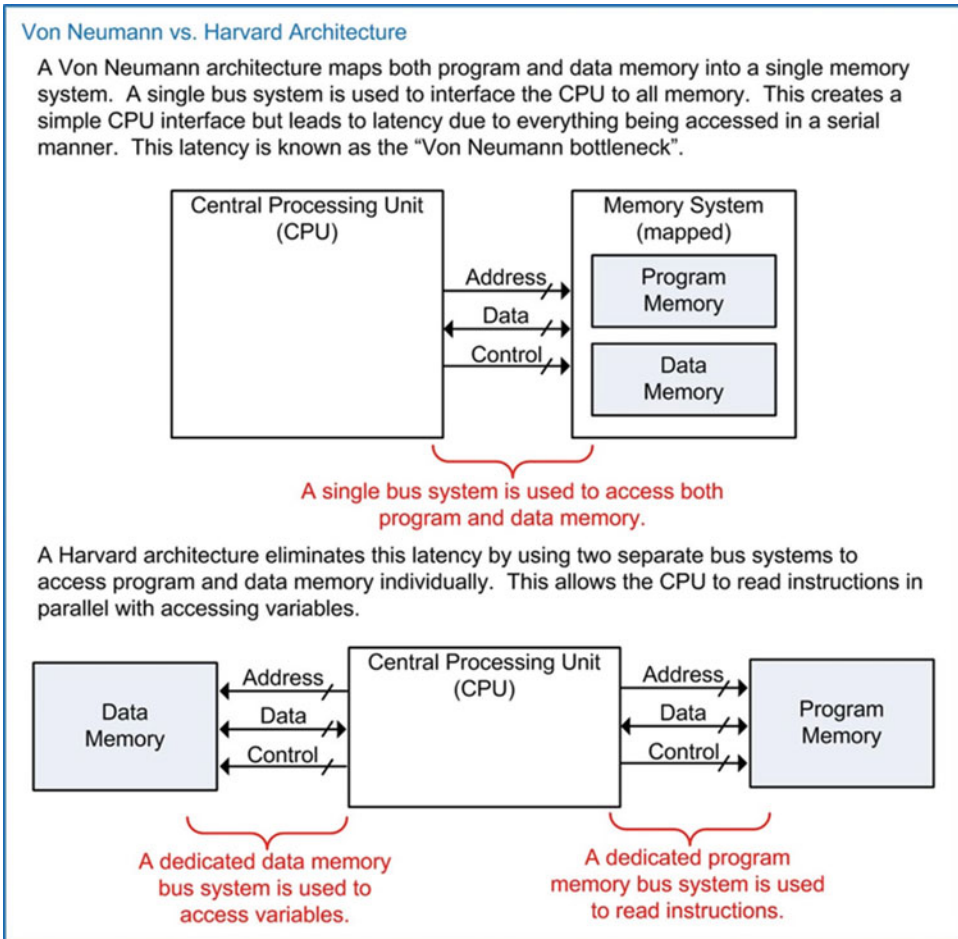 Von Neumann vs. Harvard Architecture
A Von Neumann architecture maps both program and data memory into a single memory
system.  A single bus system is used to interface the CPU to all memory.  This creates a
simple CPU interface but leads to latency due to everything being accessed in a serial
manner.  This latency is known as the “Von Neumann bottleneck”.
Central Processing Unit
(CPU)
Memory System
(mapped)
Address
Data
Control
Program
Memory
Data
Memory
A single bus system is used to access both
program and data memory.
A Harvard architecture eliminates this latency by using two separate bus systems to
access program and data memory individually.  This allows the CPU to read instructions in
parallel with accessing variables.
Data
Memory
Address
Data
Control
Central Processing Unit
(CPU)
Address
Data
Control
Program
Memory
A dedicated data memory
bus system is used to
access variables.
A dedicated program
memory bus system is used
to read instructions.